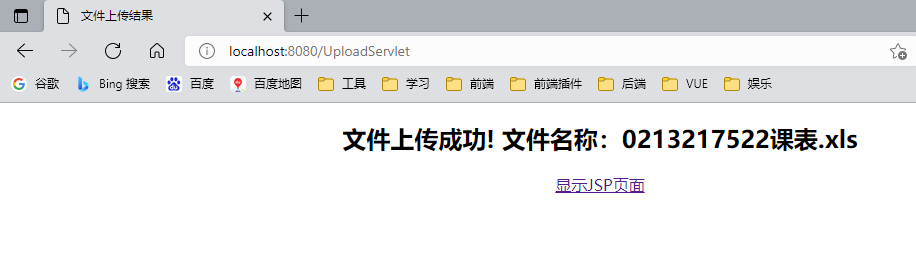 文件上传结果
localhost:8080/UploadServlet
谷歌 Bing 搜索 百度 百度地图 工具 学习 前端 前端插件 后端 VUE 娱乐
文件上传成功! 文件名称：0213217522课表.xls
显示JSP页面